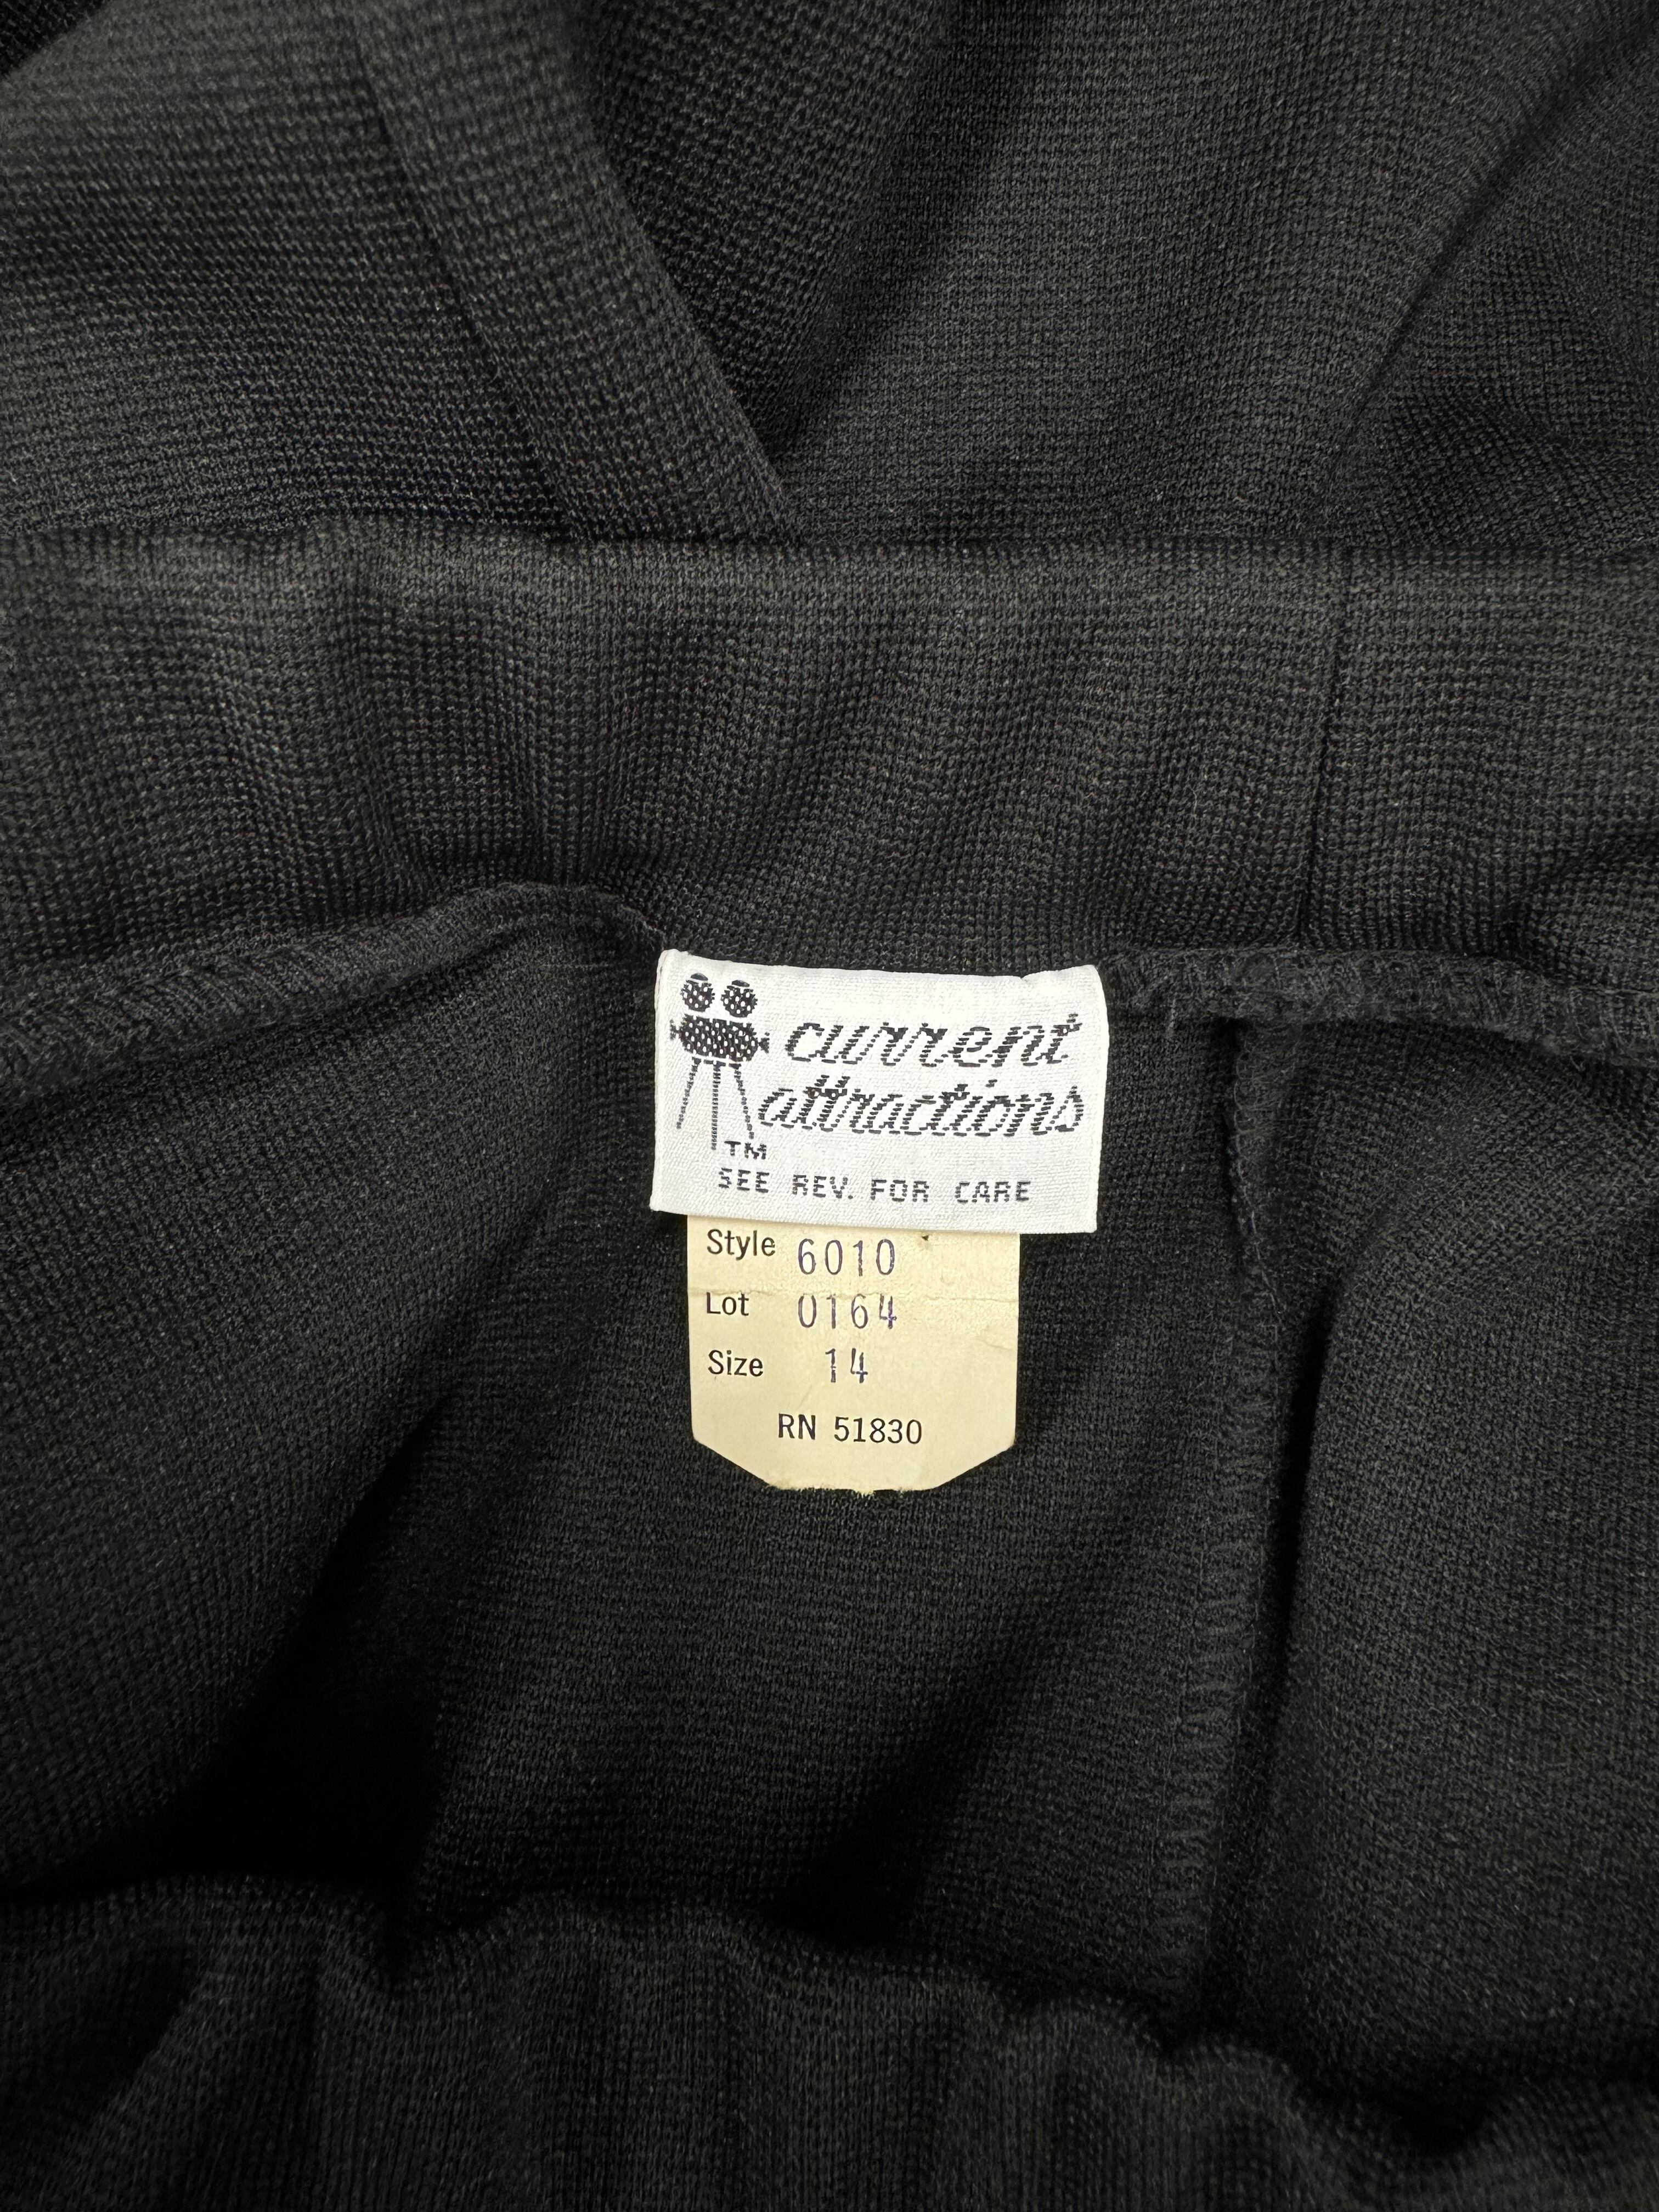 current
attractions
TM
SEE REV. FOR CARE
Style 6010
Lot 0164
Size 14
RN 51830